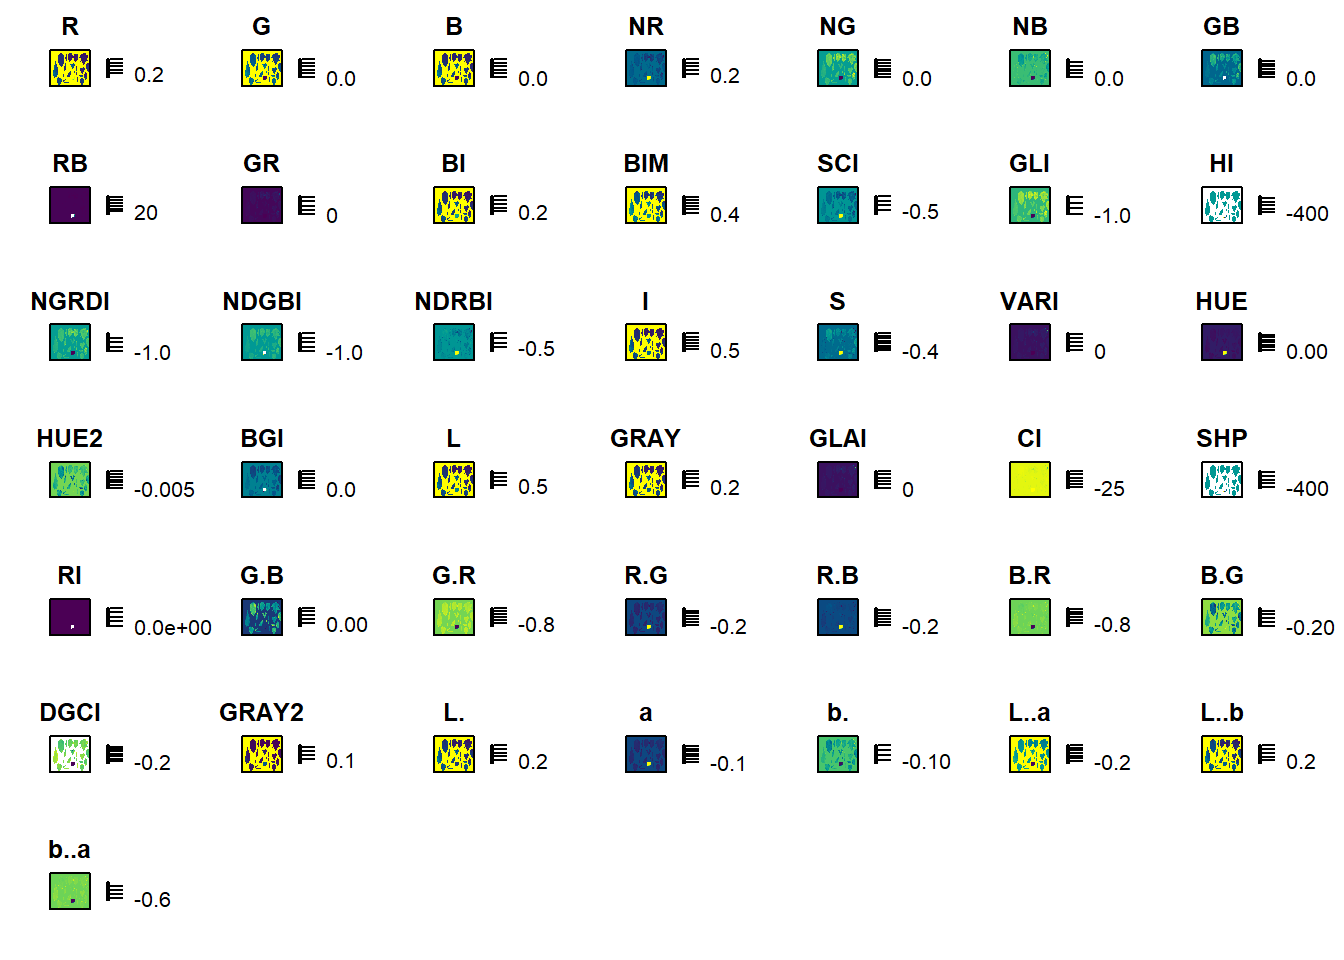 R G B NR NG NB GB
0.2 0.0 0.0 0.2 0.0 0.0 0.0
RB GR BI BIM SCI GLI HI
20 0 0.2 0.4 -0.5 -1.0 -400
NGRDI NDGBI NDRBI I S VARI HUE
-1.0 -1.0 -0.5 0.5 -0.4 0 0.00
HUE2 BGI L GRAY GLAI CI SHP
-0.005 0.0 0.5 0.2 0 -25 -400
RI G.B G.R R.G R.B B.R B.G
0.0e+00 0.00 -0.8 -0.2 -0.2 -0.8 -0.20
DGCI GRAY2 L. a b. L..a L..b
-0.2 0.1 0.2 -0.1 -0.10 -0.2 0.2
b..a
-0.6